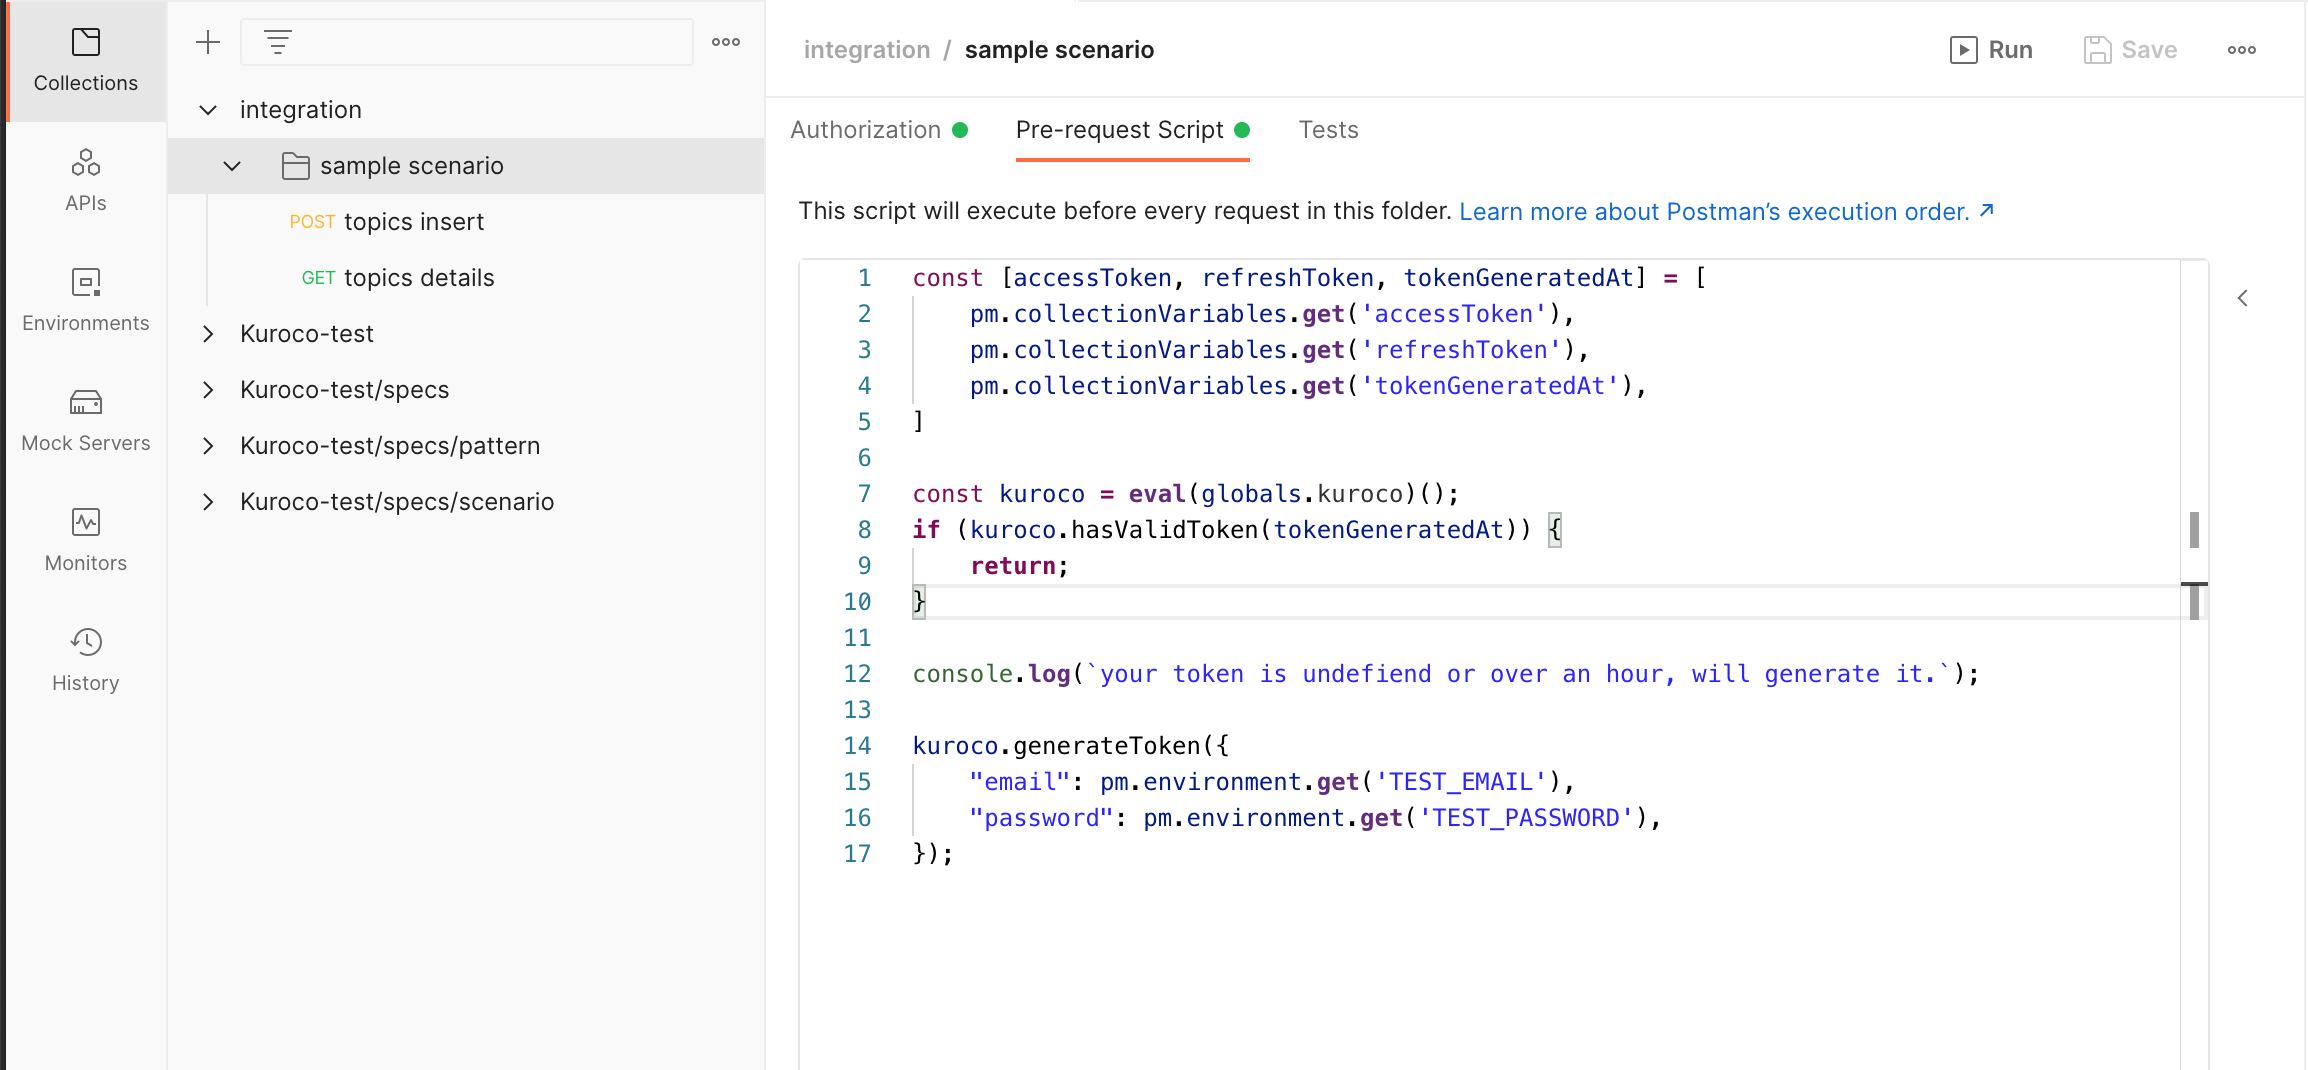 Collections
APIs
Environments
Mock Servers
Monitors
History
integration
sample scenario
POST topics insert
GET topics details
Kuroco-test
Kuroco-test/specs
Kuroco-test/specs/pattern
Kuroco-test/specs/scenario
integration / sample scenario
Run
Save
Authorization
Pre-request Script
Tests
This script will execute before every request in this folder. Learn more about Postman’s execution order. ↗
1 const [accessToken, refreshToken, tokenGeneratedAt] = [
2     pm.collectionVariables.get('accessToken'),
3     pm.collectionVariables.get('refreshToken'),
4     pm.collectionVariables.get('tokenGeneratedAt'),
5 ]
6
7 const kuroco = eval(globals.kuroco)();
8 if (kuroco.hasValidToken(tokenGeneratedAt)) {
9     return;
10 }
11
12 console.log(`your token is undefiend or over an hour, will generate it.`);
13
14 kuroco.generateToken({
15     "email": pm.environment.get('TEST_EMAIL'),
16     "password": pm.environment.get('TEST_PASSWORD'),
17 });